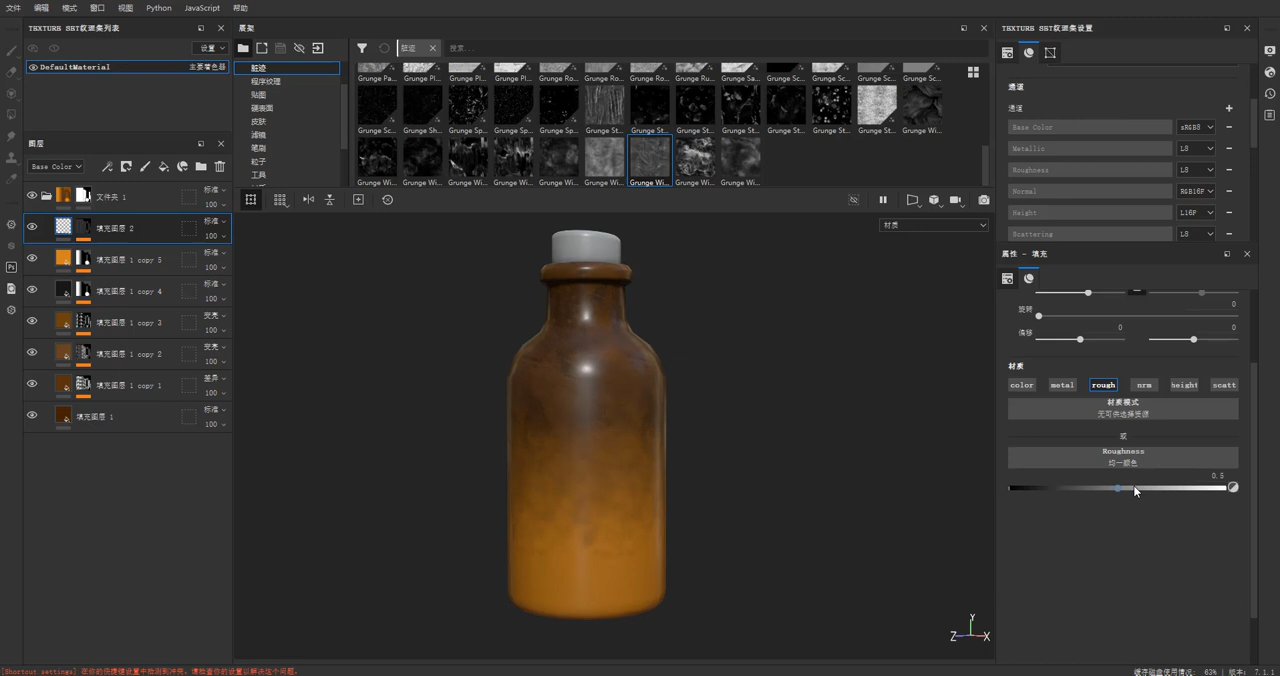 文件 编辑 模式 窗口 视图 Python JavaScript 帮助
TEXTURE SET纹理集列表
设置
DefaultMaterial 主要着色器
图层
Base Color
文件夹 1 标准 100
填充图层 2 标准 100
填充图层 1 copy 5 标准 100
填充图层 1 copy 4 标准 100
填充图层 1 copy 3 变亮 100
填充图层 1 copy 2 变亮 100
填充图层 1 copy 1 差异 100
填充图层 1 标准 100
展架
脏迹
程序纹理
贴图
硬表面
皮肤
滤镜
笔刷
粒子
工具
脏迹 搜索...
Grunge Pa... Grunge Pl... Grunge Pl... Grunge Pl... Grunge Ro... Grunge Ro... Grunge Ro... Grunge Ru... Grunge Sa... Grunge Sc... Grunge Sc... Grunge Sc... Grunge Sc...
Grunge Sc... Grunge Sh... Grunge Sp... Grunge Sp... Grunge Sp... Grunge St... Grunge St... Grunge St... Grunge St... Grunge St... Grunge St... Grunge St... Grunge Wi...
Grunge Wi... Grunge Wi... Grunge Wi... Grunge Wi... Grunge Wi... Grunge Wi... Grunge Wi... Grunge Wi... Grunge Wi...
材质
Y
Z X
TEXTURE SET纹理集设置
通道
通道
Base Color sRGB8
Metallic L8
Roughness L8
Normal RGB16F
Height L16F
Scattering L8
属性 - 填充
旋转 0
偏移 0 0
材质
color metal rough nrm height scatt
材质模式
无可供选择资源
或
Roughness
均一颜色
0.5
[Shortcut settings] 在你的快捷键设置中检测到冲突，请检查你的设置以解决这个问题。
缓存磁盘使用情况: 63% | 版本: 7.1.1